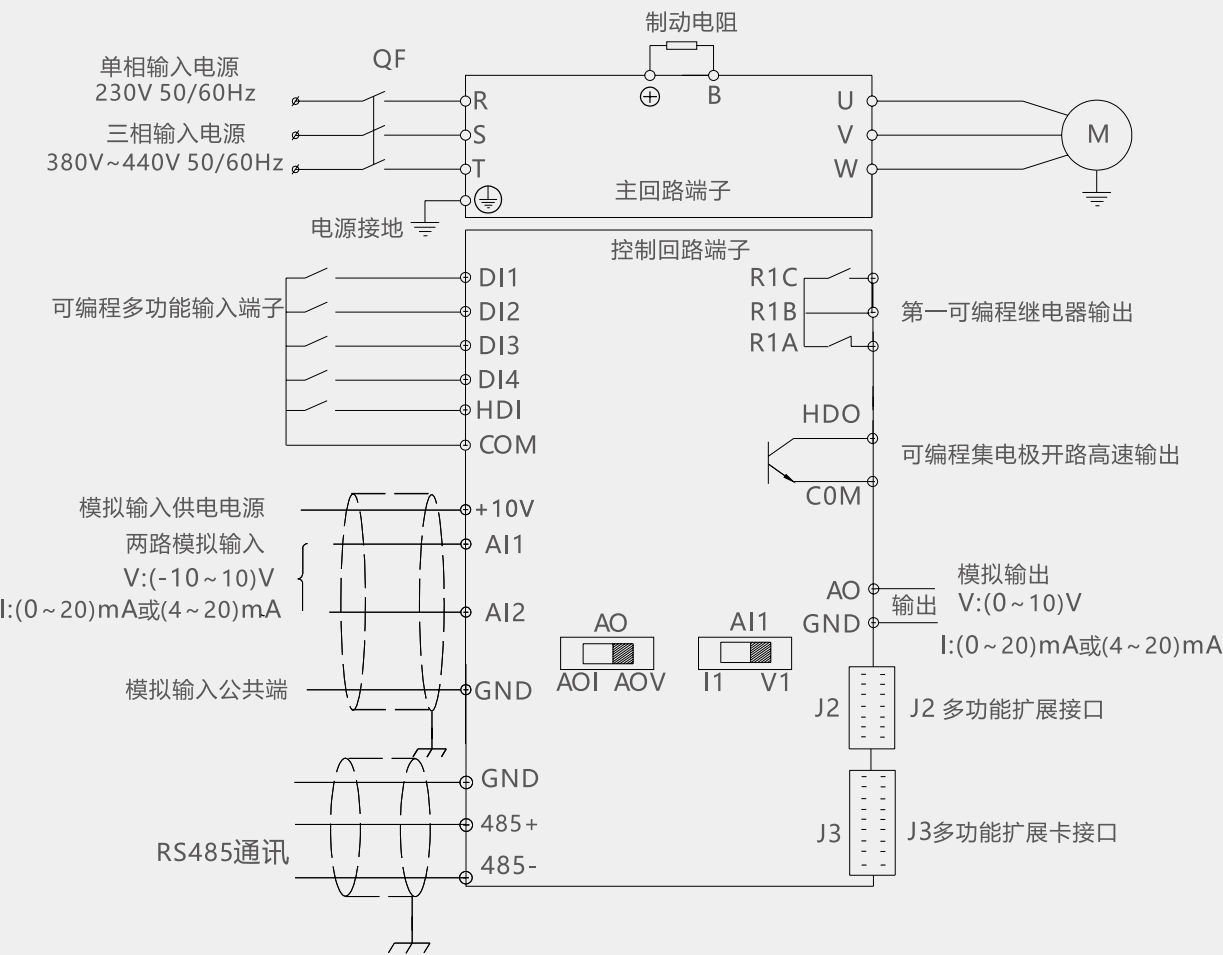 制动电阻
QF
单相输入电源
230V 50/60Hz
三相输入电源
380V~440V 50/60Hz
R
S
T
B
U
V
W
M
主回路端子
电源接地
控制回路端子
可编程多功能输入端子
DI1
DI2
DI3
DI4
HDI
COM
R1C
R1B
R1A
第一可编程继电器输出
HDO
C0M
可编程集电极开路高速输出
模拟输入供电电源
+10V
两路模拟输入
V:(-10~10)V
I:(0~20)mA或(4~20)mA
AI1
AI2
模拟输入公共端
GND
AO
GND
输出
模拟输出
V:(0~10)V
I:(0~20)mA或(4~20)mA
AO
AOI AOV
AI1
I1 V1
J2
J2 多功能扩展接口
J3
J3多功能扩展卡接口
GND
485+
485-
RS485通讯